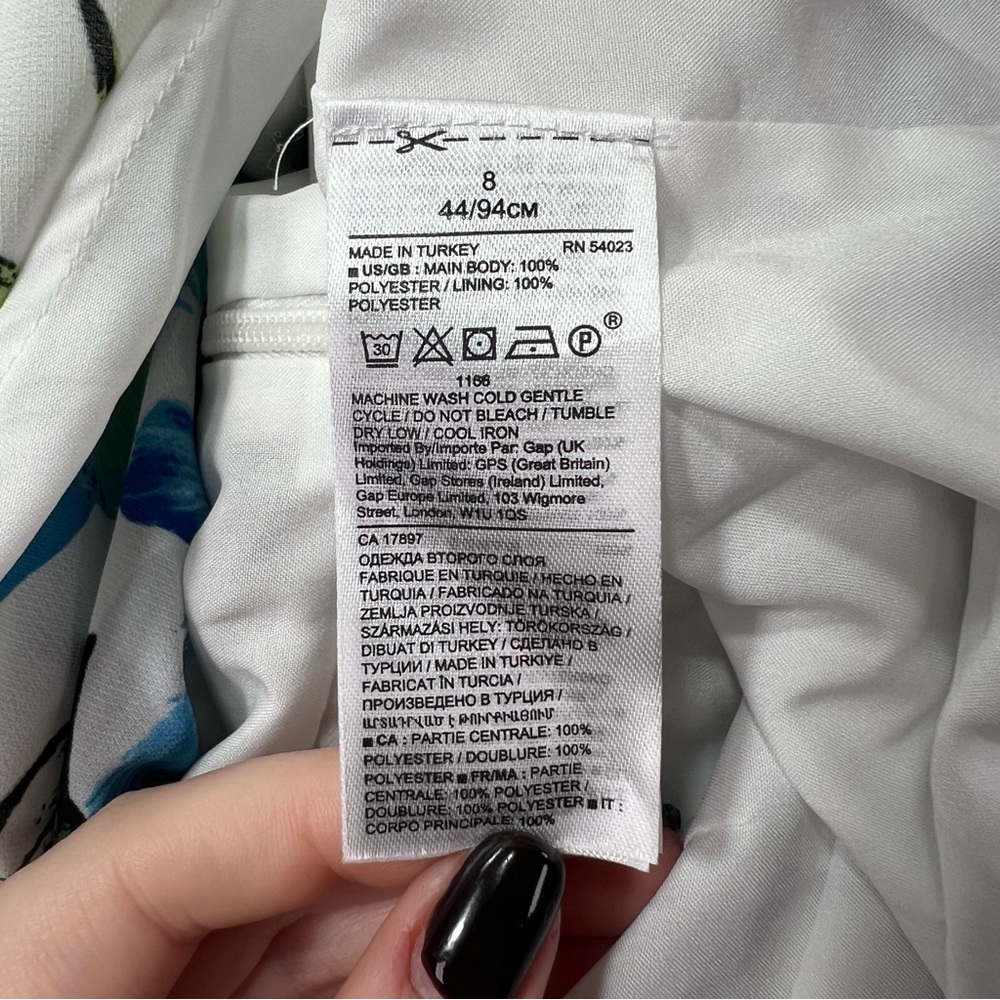 8
44/94CM
MADE IN TURKEY RN 54023
■ US/GB : MAIN BODY: 100%
POLYESTER / LINING: 100%
POLYESTER
30 P ®
1166
MACHINE WASH COLD GENTLE
CYCLE / DO NOT BLEACH / TUMBLE
DRY LOW / COOL IRON
Imported By/Importe Par: Gap (UK
Holdings) Limited: GPS (Great Britain)
Limited, Gap Stores (Ireland) Limited,
Gap Europe Limited, 103 Wigmore
Street, London, W1U 1QS
CA 17897
ОДЕЖДА ВТОРОГО СЛОЯ
FABRIQUE EN TURQUIE / HECHO EN
TURQUIA / FABRICADO NA TURQUIA /
ZEMLJA PROIZVODNJE TURSKA /
SZÁRMAZÁSI HELY: TÖRÖKORSZÁG /
DIBUAT DI TURKEY / СДЕЛАНО В
ТУРЦИИ / MADE IN TURKIYE /
FABRICAT ÎN TURCIA /
ПРОИЗВЕДЕНО В ТУРЦИЯ /
ԱՐՏԱԴՐՎԱԾ Է ԹՈՒՐՔԻԱՅՈՒՄ
■ CA : PARTIE CENTRALE: 100%
POLYESTER / DOUBLURE: 100%
POLYESTER ■ FR/MA : PARTIE
CENTRALE: 100% POLYESTER /
DOUBLURE: 100% POLYESTER ■ IT :
CORPO PRINCIPALE: 100%